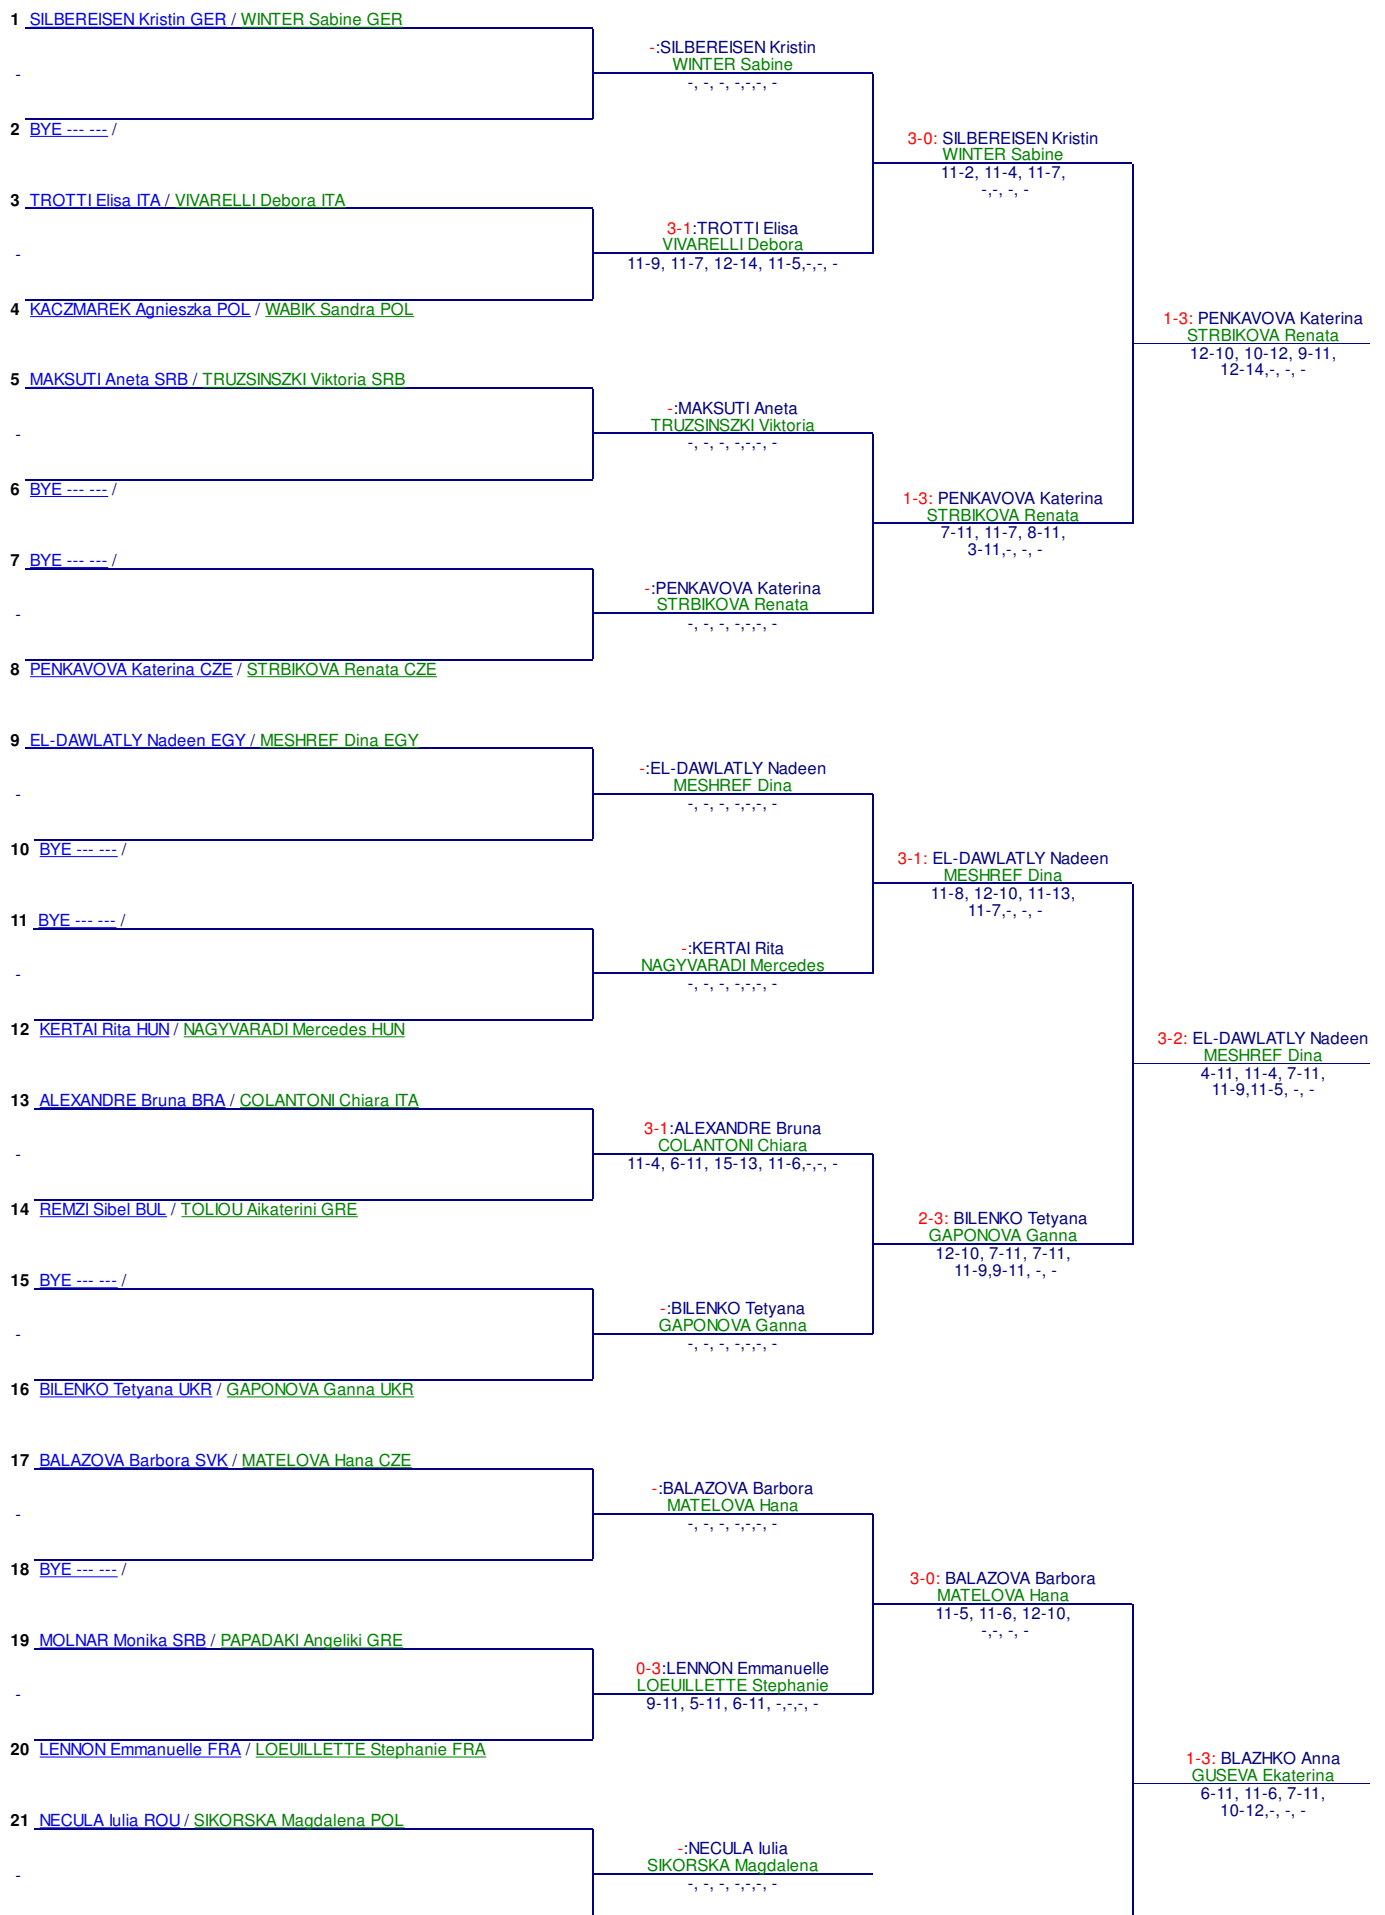 1 SILBEREISEN Kristin GER / WINTER Sabine GER
-:SILBEREISEN Kristin
WINTER Sabine
-, -, -, -,-,-, -
-
2 BYE --- --- /
3-0: SILBEREISEN Kristin
WINTER Sabine
11-2, 11-4, 11-7,
-,-, -, -
3 TROTTI Elisa ITA / VIVARELLI Debora ITA
3-1:TROTTI Elisa
VIVARELLI Debora
11-9, 11-7, 12-14, 11-5,-,-, -
-
4 KACZMAREK Agnieszka POL / WABIK Sandra POL
1-3: PENKAVOVA Katerina
STRBIKOVA Renata
12-10, 10-12, 9-11,
12-14,-, -, -
5 MAKSUTI Aneta SRB / TRUZSINSZKI Viktoria SRB
-:MAKSUTI Aneta
TRUZSINSZKI Viktoria
-, -, -, -,-,-, -
-
6 BYE --- --- /
1-3: PENKAVOVA Katerina
STRBIKOVA Renata
7-11, 11-7, 8-11,
3-11,-, -, -
7 BYE --- --- /
-:PENKAVOVA Katerina
STRBIKOVA Renata
-, -, -, -,-,-, -
-
8 PENKAVOVA Katerina CZE / STRBIKOVA Renata CZE
9 EL-DAWLATLY Nadeen EGY / MESHREF Dina EGY
-:EL-DAWLATLY Nadeen
MESHREF Dina
-, -, -, -,-,-, -
-
10 BYE --- --- /
3-1: EL-DAWLATLY Nadeen
MESHREF Dina
11-8, 12-10, 11-13,
11-7,-, -, -
11 BYE --- --- /
-:KERTAI Rita
NAGYVARADI Mercedes
-, -, -, -,-,-, -
-
12 KERTAI Rita HUN / NAGYVARADI Mercedes HUN
3-2: EL-DAWLATLY Nadeen
MESHREF Dina
4-11, 11-4, 7-11,
11-9,11-5, -, -
13 ALEXANDRE Bruna BRA / COLANTONI Chiara ITA
3-1:ALEXANDRE Bruna
COLANTONI Chiara
11-4, 6-11, 15-13, 11-6,-,-, -
-
14 REMZI Sibel BUL / TOLIOU Aikaterini GRE
2-3: BILENKO Tetyana
GAPONOVA Ganna
12-10, 7-11, 7-11,
11-9,9-11, -, -
15 BYE --- --- /
-:BILENKO Tetyana
GAPONOVA Ganna
-, -, -, -,-,-, -
-
16 BILENKO Tetyana UKR / GAPONOVA Ganna UKR
17 BALAZOVA Barbora SVK / MATELOVA Hana CZE
-:BALAZOVA Barbora
MATELOVA Hana
-, -, -, -,-,-, -
-
18 BYE --- --- /
3-0: BALAZOVA Barbora
MATELOVA Hana
11-5, 11-6, 12-10,
-,-, -, -
19 MOLNAR Monika SRB / PAPADAKI Angeliki GRE
0-3:LENNON Emmanuelle
LOEUILLETTE Stephanie
9-11, 5-11, 6-11, -,-,-, -
-
20 LENNON Emmanuelle FRA / LOEUILLETTE Stephanie FRA
1-3: BLAZHKO Anna
GUSEVA Ekaterina
6-11, 11-6, 7-11,
10-12,-, -, -
21 NECULA Iulia ROU / SIKORSKA Magdalena POL
-:NECULA Iulia
SIKORSKA Magdalena
-, -, -, -,-,-, -
-